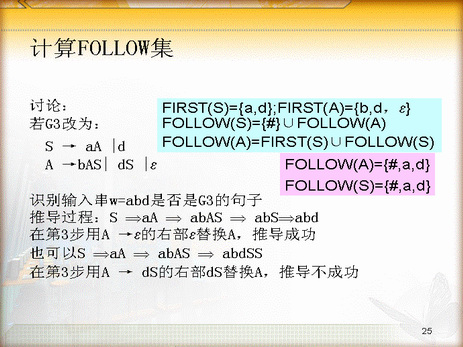 计算FOLLOW集
讨论:
若G3改为:
S → aA |d
A →bAS| dS |ε
FIRST(S)={a,d};FIRST(A)={b,d, ε}
FOLLOW(S)={#}∪FOLLOW(A)
FOLLOW(A)=FIRST(S)∪FOLLOW(S)
FOLLOW(A)={#,a,d}
FOLLOW(S)={#,a,d}
识别输入串w=abd是否是G3的句子
推导过程: S ⟹aA ⟹ abAS ⟹ abS⟹abd
在第3步用A →ε的右部ε替换A，推导成功
也可以S ⟹aA ⟹ abAS ⟹ abdSS
在第3步用A → dS的右部dS替换A，推导不成功
25